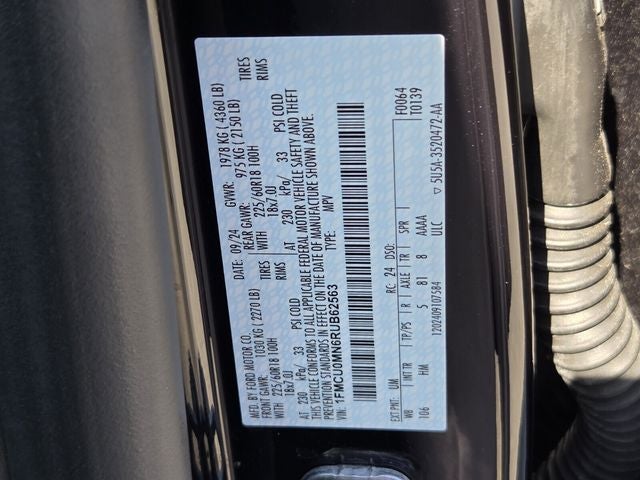 MFD. BY FORD MOTOR CO.
DATE: 09/24 GVWR: 1978 KG ( 4360 LB)
FRONT GAWR: 1030 KG ( 2270 LB) REAR GAWR: 975 KG ( 2150 LB)
225/60R18 100H TIRES WITH 225/60R18 100H TIRES
18x7.0J RIMS 18x7.0J RIMS
AT 230 kPa/ 33 PSI COLD AT 230 kPa/ 33 PSI COLD
THIS VEHICLE CONFORMS TO ALL APPLICABLE FEDERAL MOTOR VEHICLE SAFETY AND THEFT
PREVENTION STANDARDS IN EFFECT ON THE DATE OF MANUFACTURE SHOWN ABOVE.
VIN: 1FMCU0MN6RUB62563 TYPE: MPV
F0064
T0139
EXT PNT: UM RC: 24 DSO:
WB INT TR TP/PS R AXLE TR SPR
106 HM 5 81 8 AAAA
1202409107584 ULC ▽ 5U5A-3520472-AA